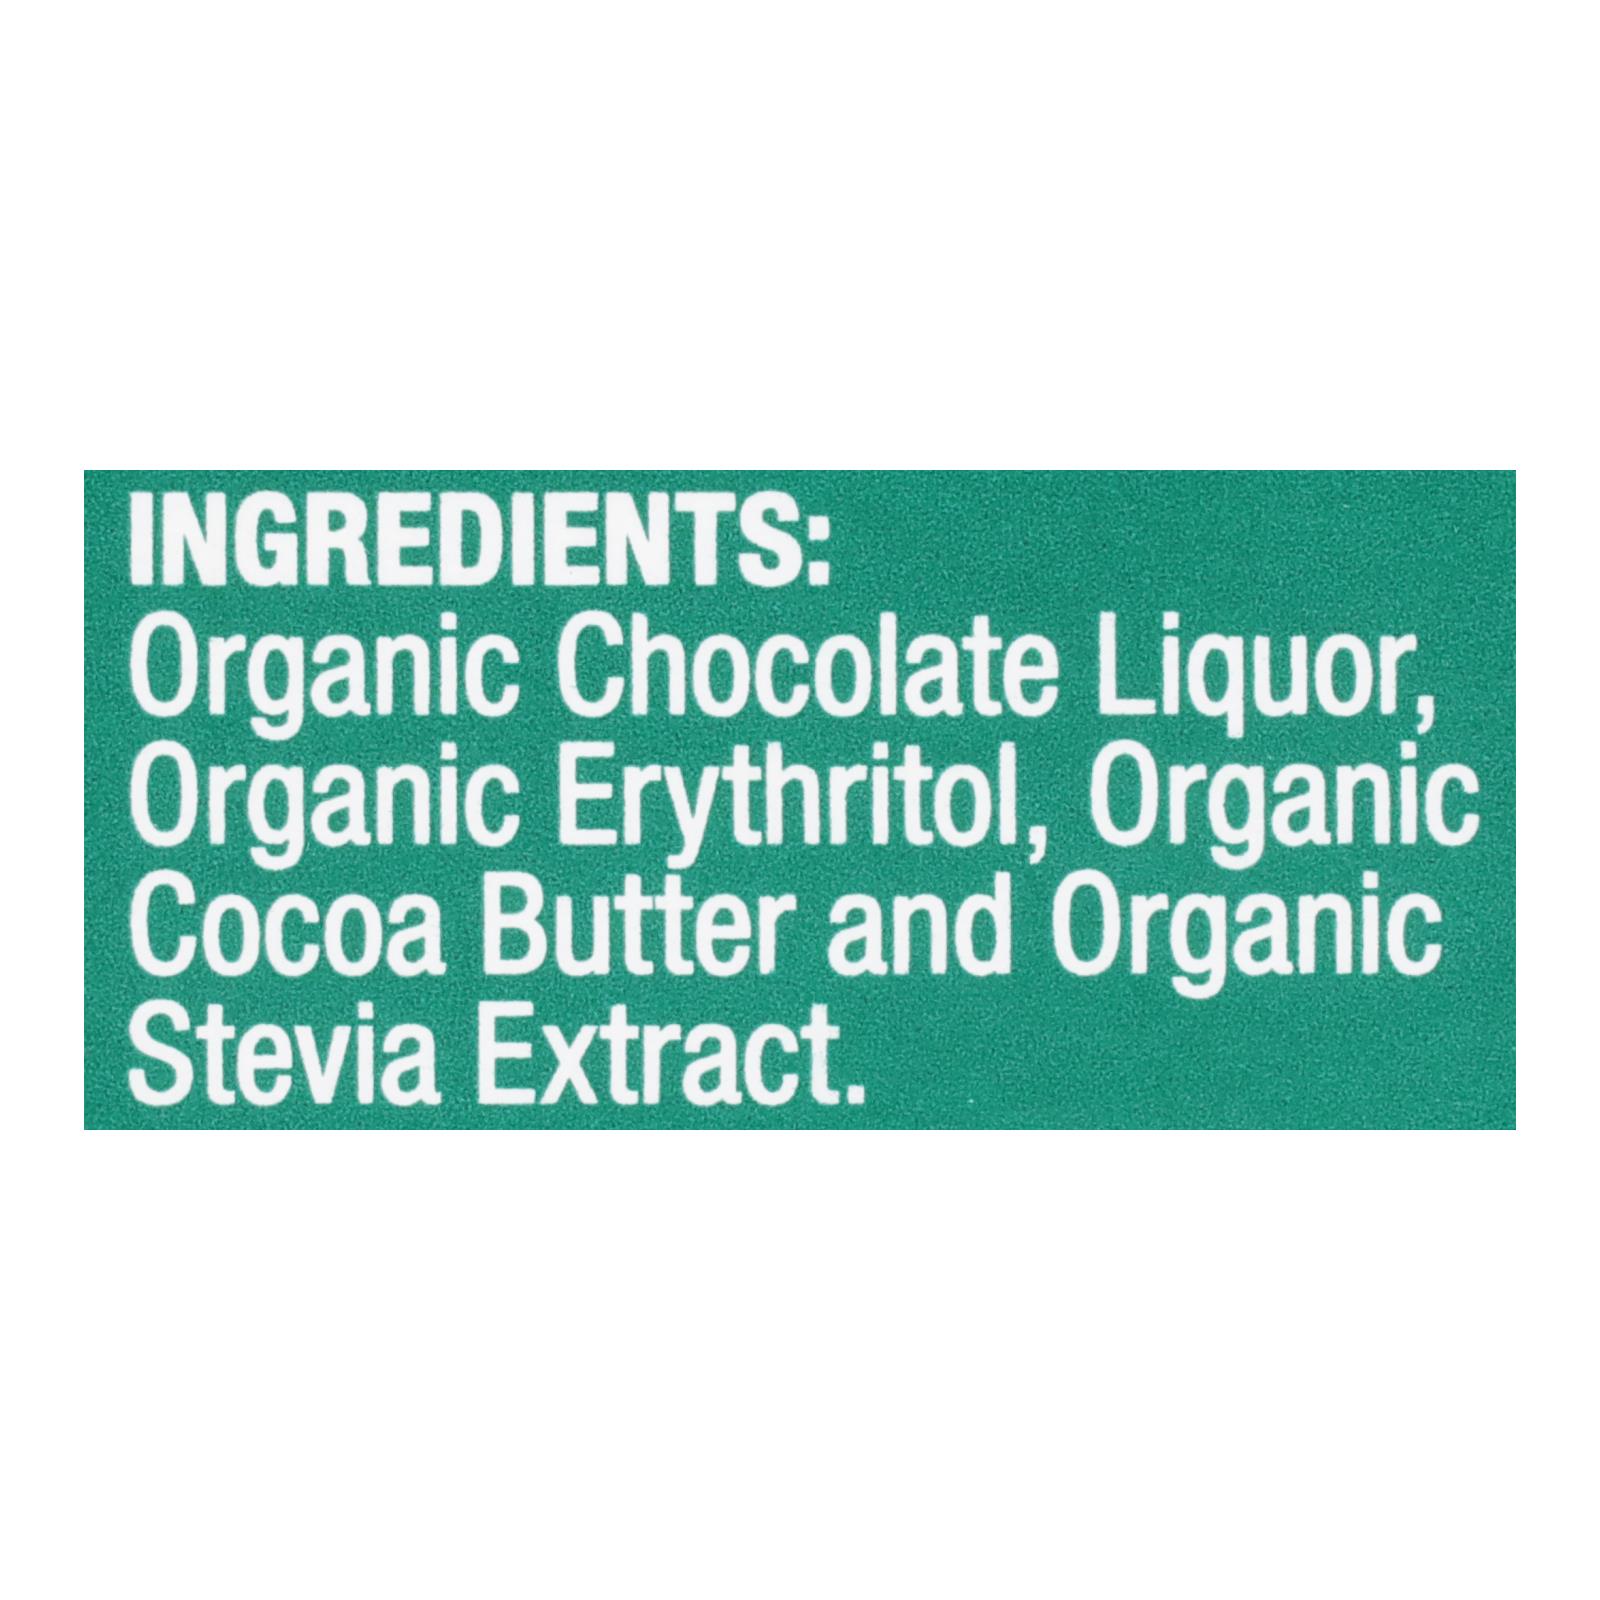 INGREDIENTS:
Organic Chocolate Liquor,
Organic Erythritol, Organic
Cocoa Butter and Organic
Stevia Extract.